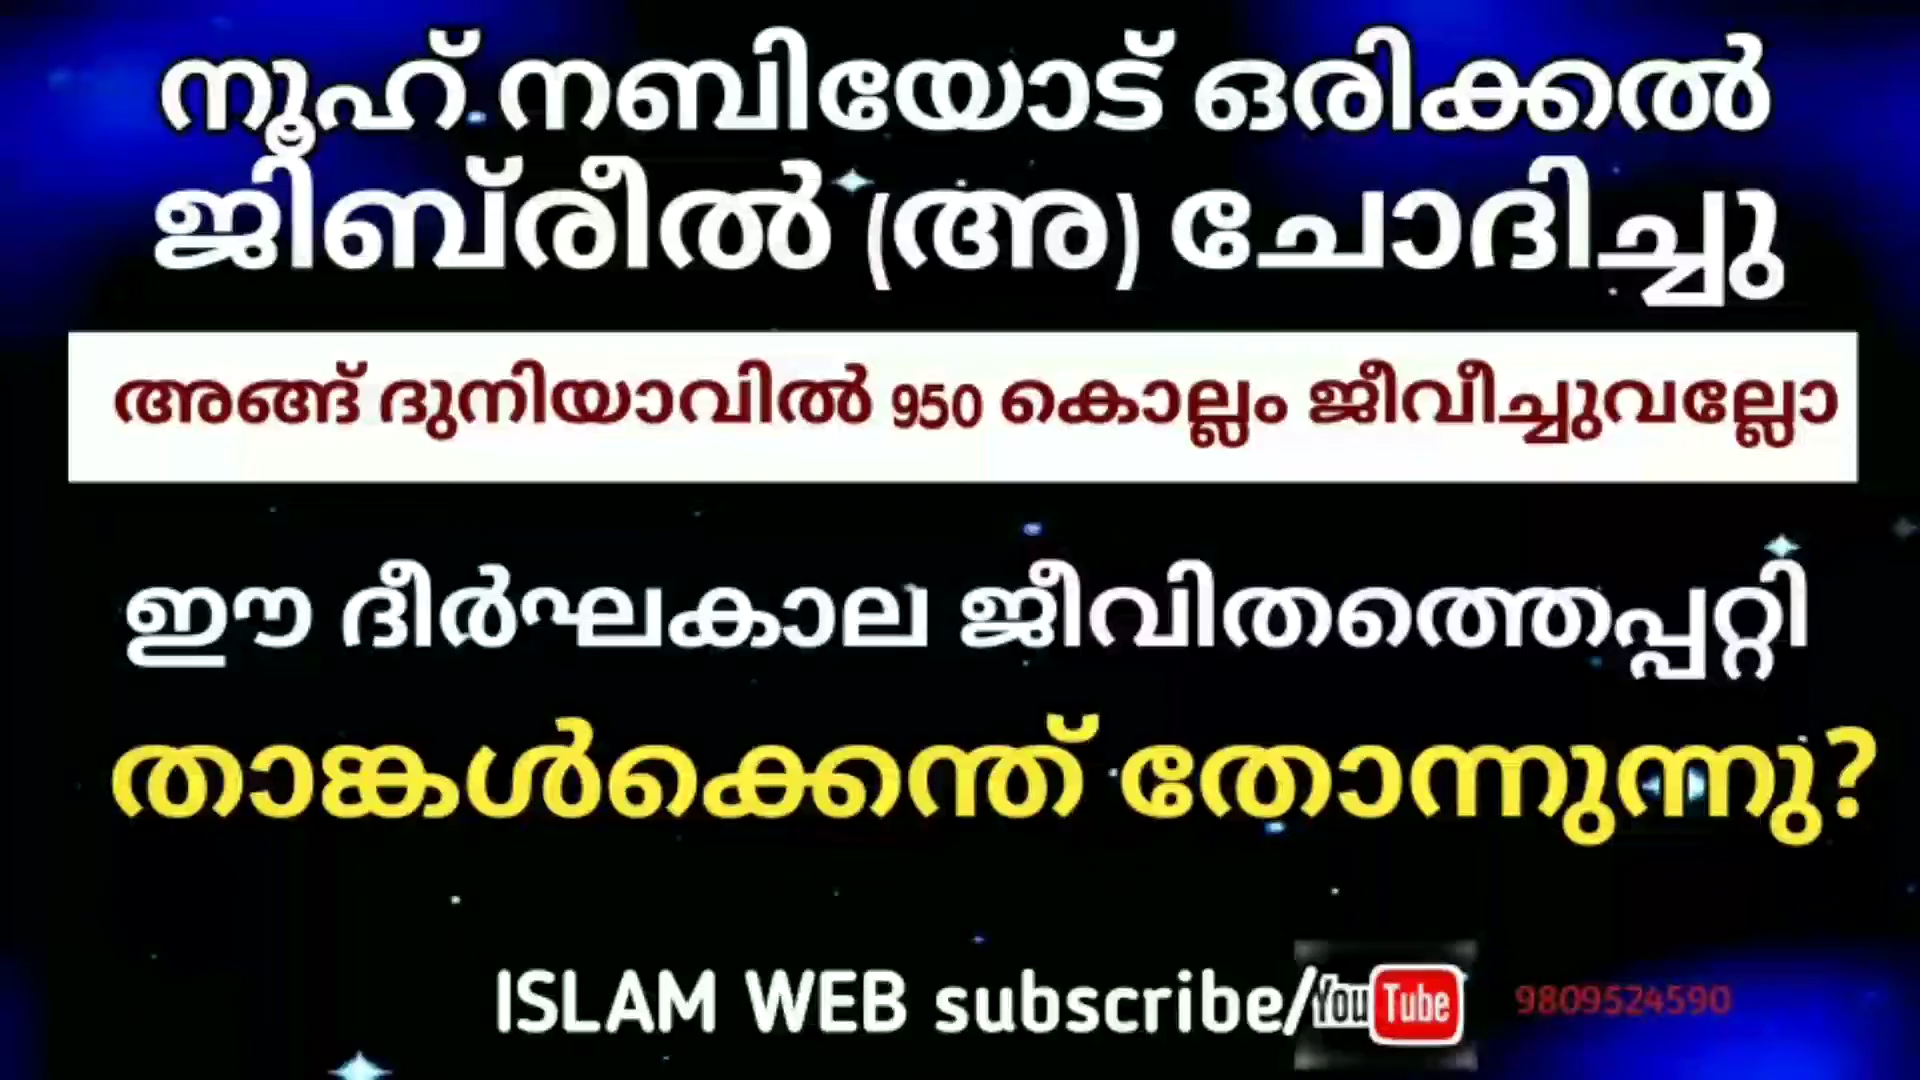 നൂഹ് നബിയോട് ഒരിക്കൽ
ജിബ്രീൽ (അ) ചോദിച്ചു
അങ്ങ് ദുനിയാവിൽ 950 കൊല്ലം ജീവീച്ചുവല്ലോ
ഈ ദീർഘകാല ജീവിതത്തെപ്പറ്റി
താങ്കൾക്കെന്ത് തോന്നുന്നു?
ISLAM WEB subscribe/YouTube 9809524590